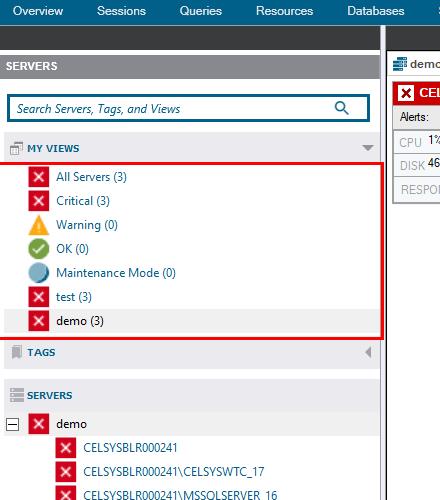 Overview Sessions Queries Resources Databases
SERVERS
demo
Search Servers, Tags, and Views
Alerts:
MY VIEWS
CPU 1%
All Servers (3)
DISK 46
Critical (3)
Warning (0)
OK (0)
Maintenance Mode (0)
test (3)
demo (3)
TAGS
SERVERS
demo
CELSYSBLR000241
CELSYSBLR000241\CELSYSWTC_17
CELSYSBLR000241\MSSQLSERVER_16